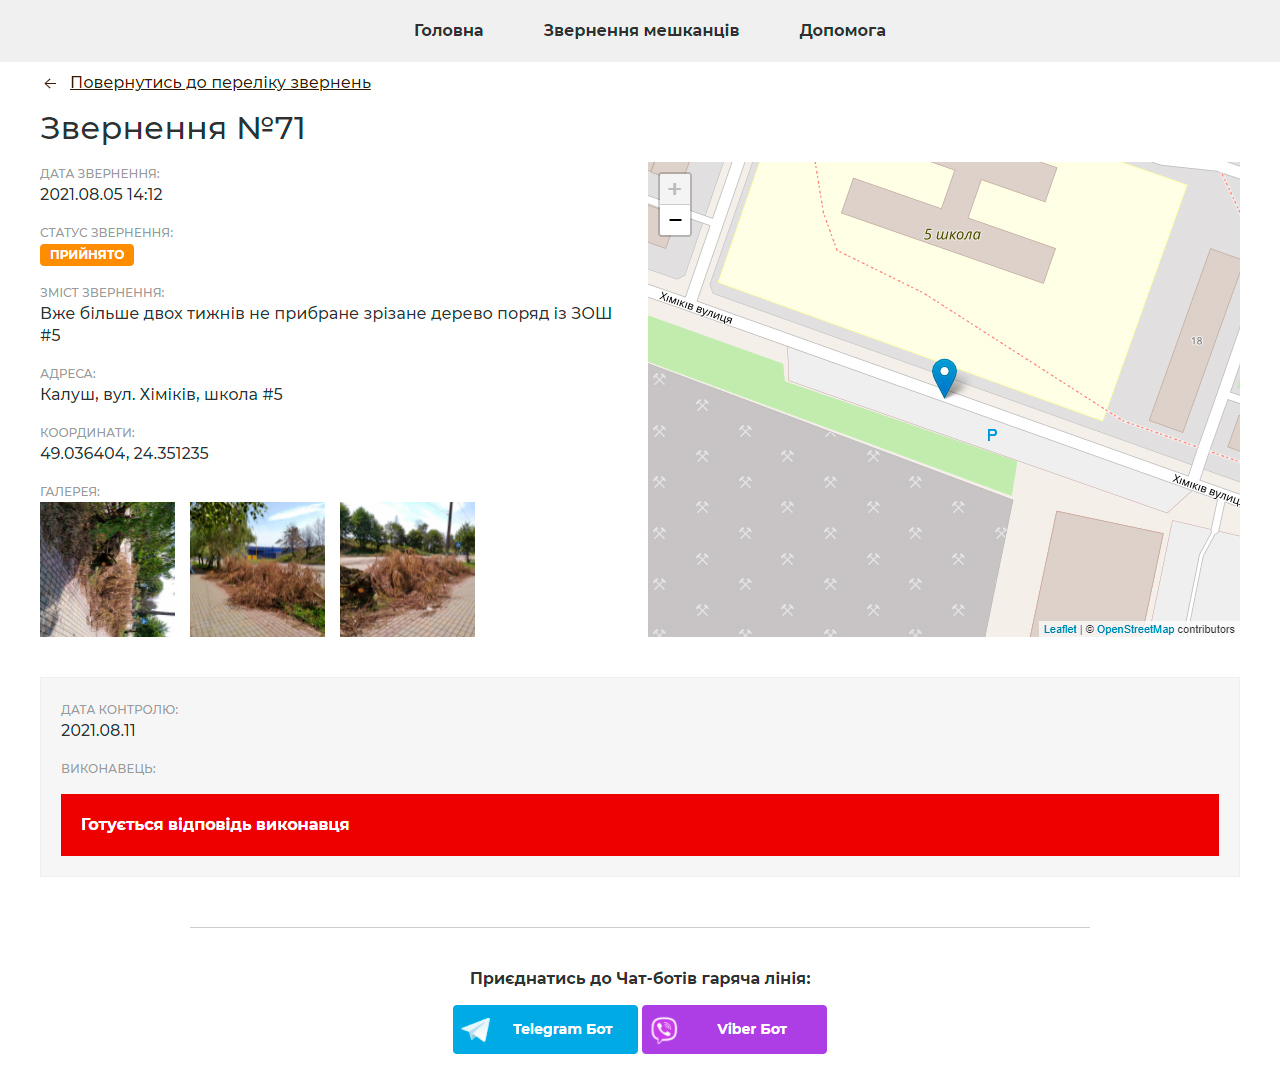 Головна Звернення мешканців Допомога
← Повернутись до переліку звернень
Звернення №71
ДАТА ЗВЕРНЕННЯ:
2021.08.05 14:12
СТАТУС ЗВЕРНЕННЯ:
ПРИЙНЯТО
ЗМІСТ ЗВЕРНЕННЯ:
Вже більше двох тижнів не прибране зрізане дерево поряд із ЗОШ
#5
АДРЕСА:
Калуш, вул. Хіміків, школа #5
КООРДИНАТИ:
49.036404, 24.351235
ГАЛЕРЕЯ:
+
−
5 школа
Хіміків вулиця
18
P
Хіміків вулиц
Leaflet | © OpenStreetMap contributors
ДАТА КОНТРОЛЮ:
2021.08.11
ВИКОНАВЕЦЬ:
Готується відповідь виконавця
Приєднатись до Чат-ботів гаряча лінія:
Telegram Бот Viber Бот